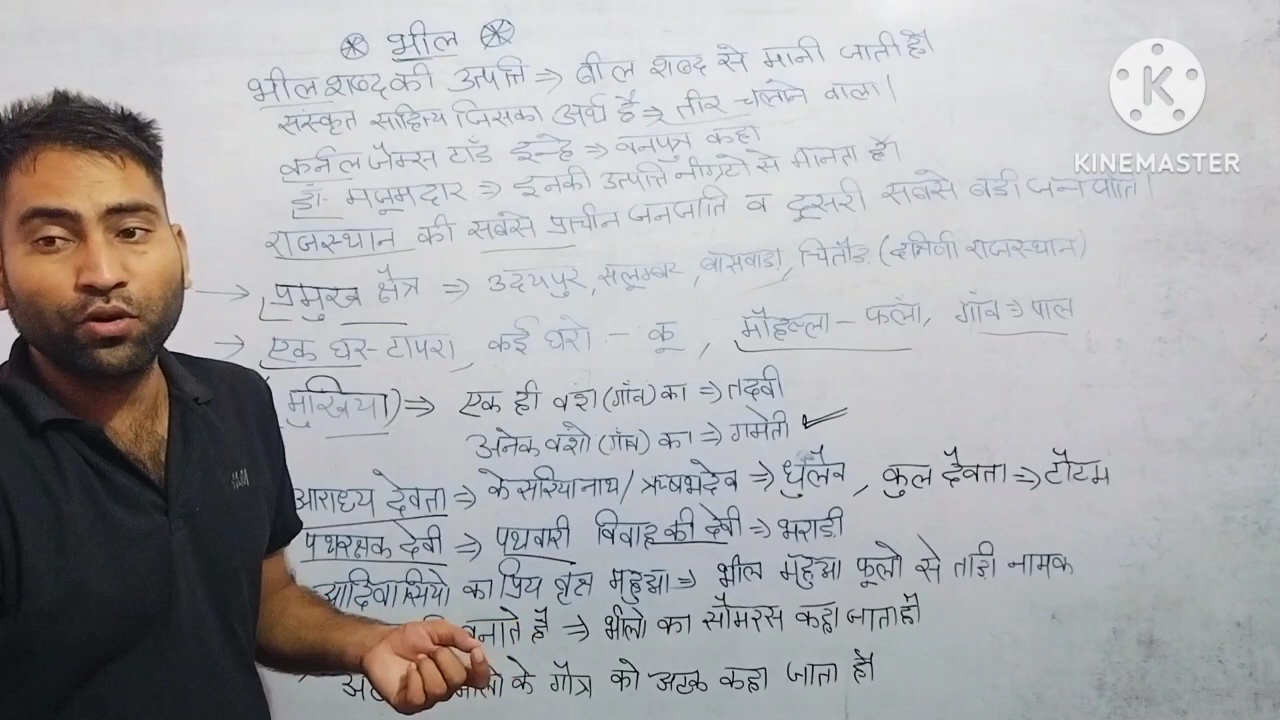 भील
भील शब्द की उत्पति ⇒ बील शब्द से मानी जाती है।
संस्कृत साहित्य जिसका अर्थ है ⇒ तीर चलाने वाला।
कर्नल जैम्स टाँड इन्हे ⇒ वनपुत्र कहा
डाँ. मजूमदार ⇒ इनकी उत्पति नीग्रटो से मानता है।
राजस्थान की सबसे प्राचीन जनजाति व दूसरी सबसे बडी जनजाति।
→ प्रमुख क्षैत्र ⇒ उदयपुर, सलूम्बर, बासवाडा, चितौड (दक्षिणी राजस्थान)
→ एक घर - टापरा, कई घरो - कू, मौहल्ला - फलाँ, गाँव ⇒ पाल
मुखिया) ⇒ एक ही वंश (गाँव) का ⇒ तदवी
अनेक वंशो (गाँव) का ⇒ गमेती
आराध्य देवता ⇒ केसरियानाथ / ऋषभदेव ⇒ धुलैव, कुल दैवता ⇒ टौटम
पथरक्षक देवी ⇒ पथवारी विवाह की देवी ⇒ भराडी
आदिवासियो का प्रिय वृक्ष महुआ ⇒ भील महुआ फूलो से ताडी नामक
बनाते है ⇒ भीलो का सौमरस कहा जाता है।
के गौत्र को अटक कहा जाता है।
K
KINEMASTER